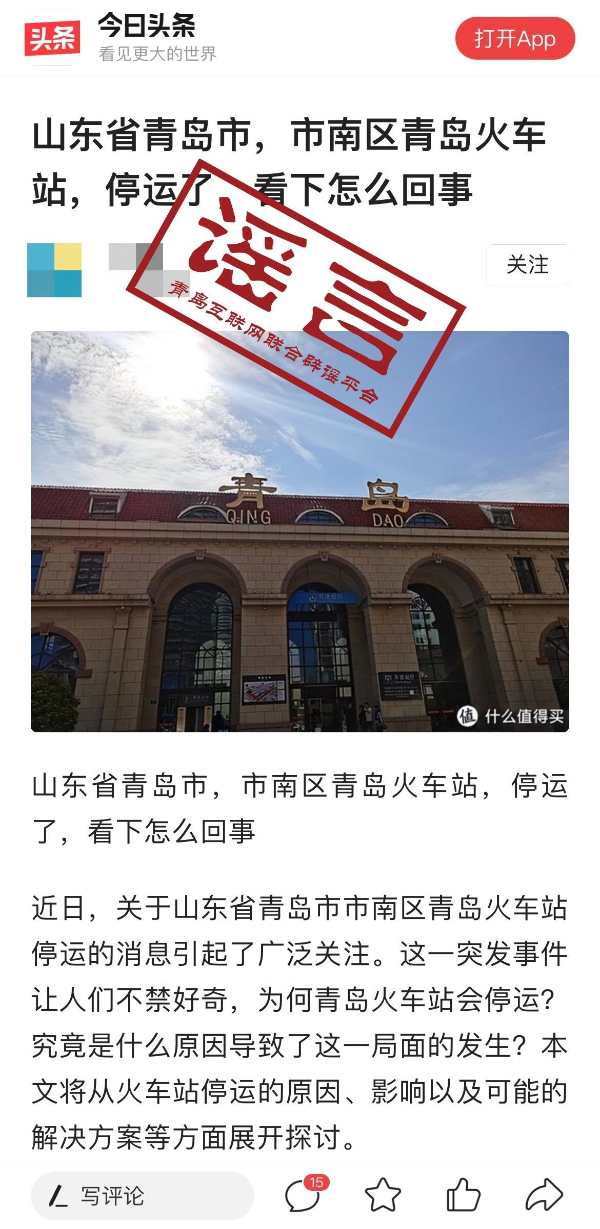 头条
今日头条
看见更大的世界
打开App
山东省青岛市，市南区青岛火车
站，停运了 看下怎么回事
谣言
青岛互联网联合辟谣平台
关注
青 岛
QING DAO
值 什么值得买
山东省青岛市，市南区青岛火车站，停运
了，看下怎么回事
近日，关于山东省青岛市市南区青岛火车站
停运的消息引起了广泛关注。这一突发事件
让人们不禁好奇，为何青岛火车站会停运？
究竟是什么原因导致了这一局面的发生？本
文将从火车站停运的原因、影响以及可能的
解决方案等方面展开探讨。
写评论
15